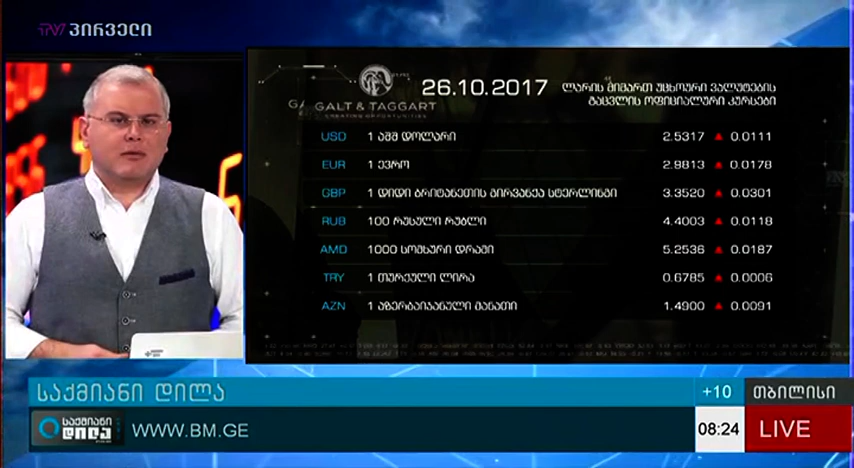 TV პირველი
GALT & TAGGART
CREATING OPPORTUNITIES
26.10.2017
ლარის მიმართ უცხოური ვალუტების
გაცვლის ოფიციალური კურსები
USD 1 აშშ დოლარი 2.5317 ▲ 0.0111
EUR 1 ევრო 2.9813 ▲ 0.0178
GBP 1 დიდი ბრიტანეთის გირვანქა სტერლინგი 3.3520 ▲ 0.0301
RUB 100 რუსული რუბლი 4.4003 ▲ 0.0118
AMD 1000 სომხური დრამი 5.2536 ▲ 0.0187
TRY 1 თურქული ლირა 0.6785 ▲ 0.0006
AZN 1 აზერბაიჯანული მანათი 1.4900 ▲ 0.0091
საქმიანი დილა +10 თბილისი
საქმიანი
დილა WWW.BM.GE 08:24 LIVE